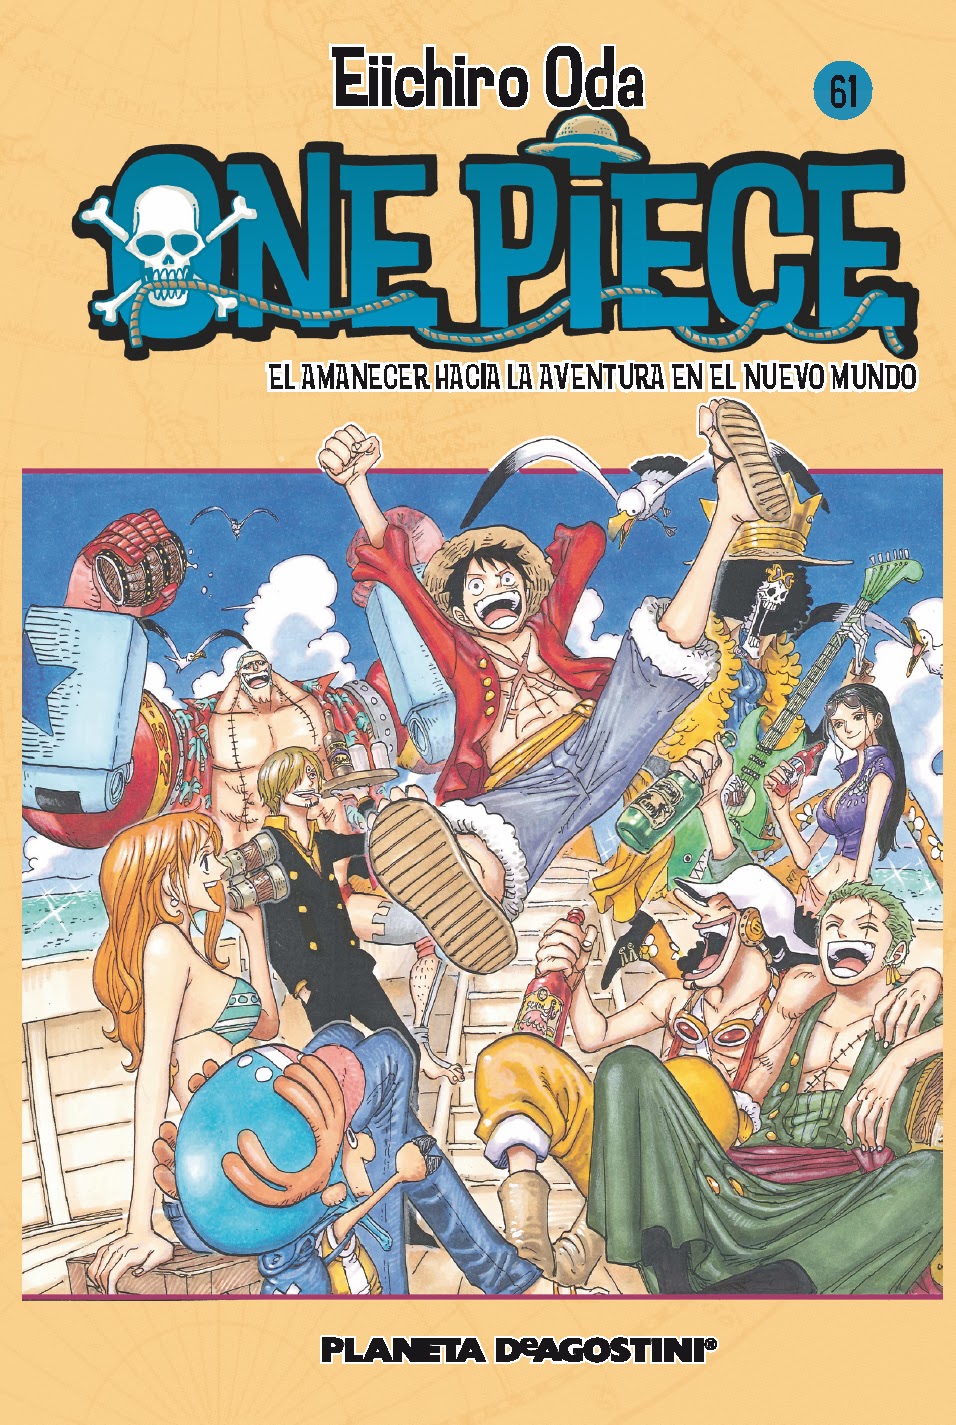 Eiichiro Oda
61
ONE PIECE
EL AMANECER HACIA LA AVENTURA EN EL NUEVO MUNDO
PLANETA DeAGOSTINI®